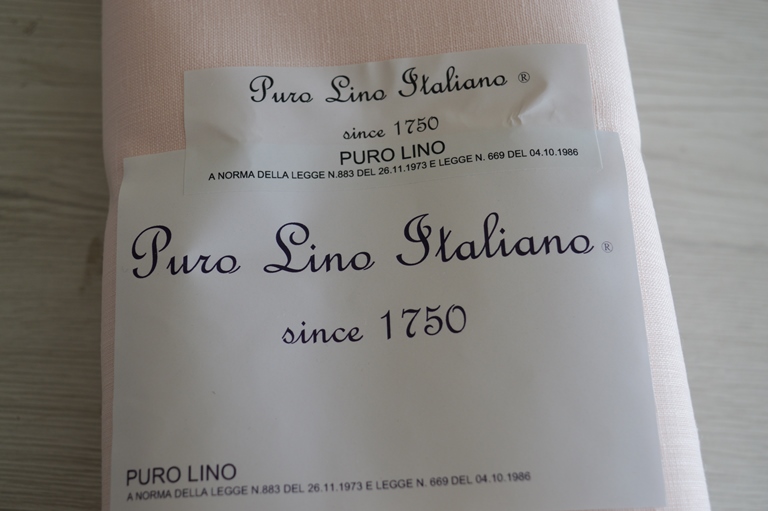 Puro Lino Italiano ®
since 1750
PURO LINO
A NORMA DELLA LEGGE N.883 DEL 26.11.1973 E LEGGE N. 669 DEL 04.10.1986
Puro Lino Italiano ®
since 1750
PURO LINO
A NORMA DELLA LEGGE N.883 DEL 26.11.1973 E LEGGE N. 669 DEL 04.10.1986